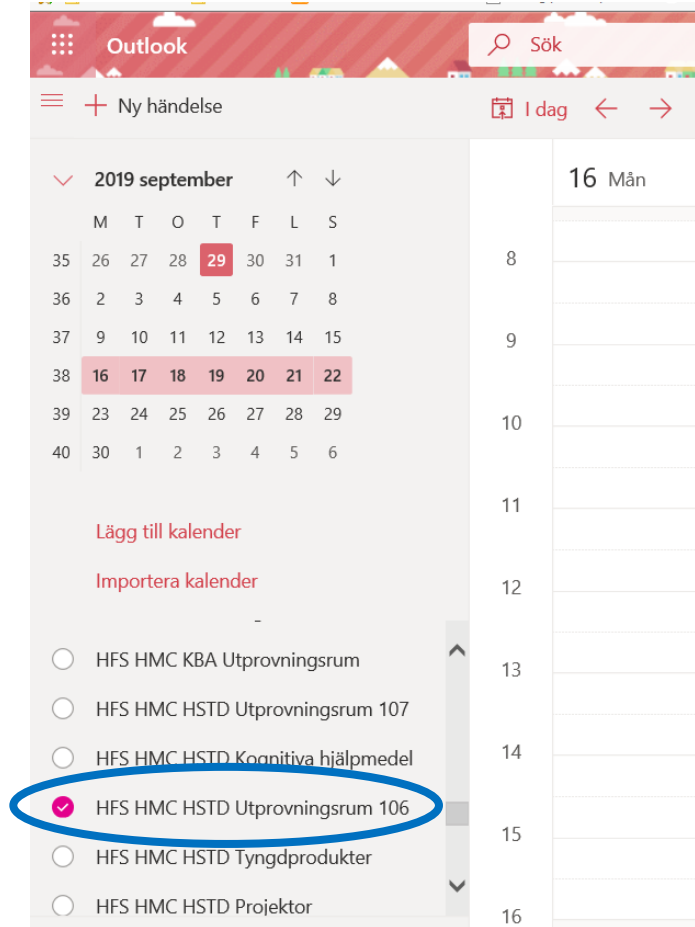 Outlook
Sök
Ny händelse
I dag
2019 september
M T O T F L S
35 26 27 28 29 30 31 1
36 2 3 4 5 6 7 8
37 9 10 11 12 13 14 15
38 16 17 18 19 20 21 22
39 23 24 25 26 27 28 29
40 30 1 2 3 4 5 6
Lägg till kalender
Importera kalender
HFS HMC KBA Utprovningsrum
HFS HMC HSTD Utprovningsrum 107
HFS HMC HSTD Kognitiva hjälpmedel
HFS HMC HSTD Utprovningsrum 106
HFS HMC HSTD Tyngdprodukter
HFS HMC HSTD Projektor
16 Mån
8
9
10
11
12
13
14
15
16